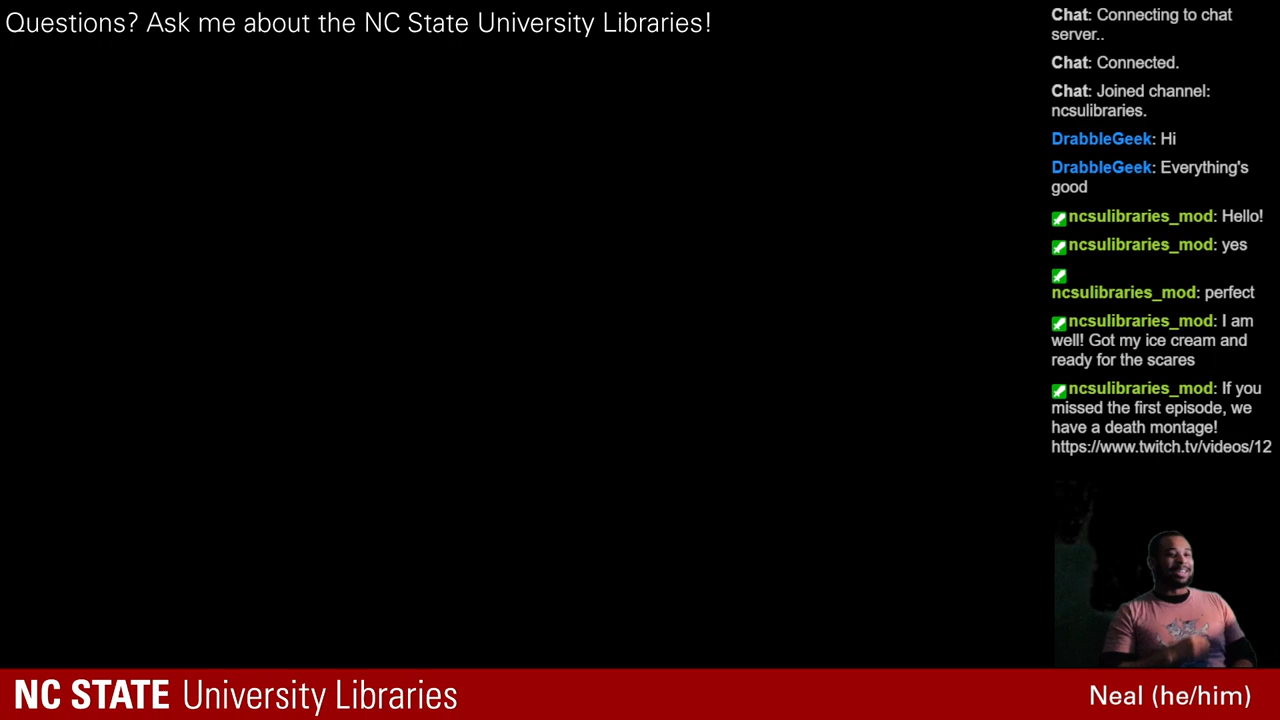 Questions? Ask me about the NC State University Libraries!
Chat: Connecting to chat
server..
Chat: Connected.
Chat: Joined channel:
ncsulibraries.
DrabbleGeek: Hi
DrabbleGeek: Everything's
good
ncsulibraries_mod: Hello!
ncsulibraries_mod: yes
ncsulibraries_mod: perfect
ncsulibraries_mod: I am
well! Got my ice cream and
ready for the scares
ncsulibraries_mod: If you
missed the first episode, we
have a death montage!
https://www.twitch.tv/videos/12
NC STATE University Libraries
Neal (he/him)